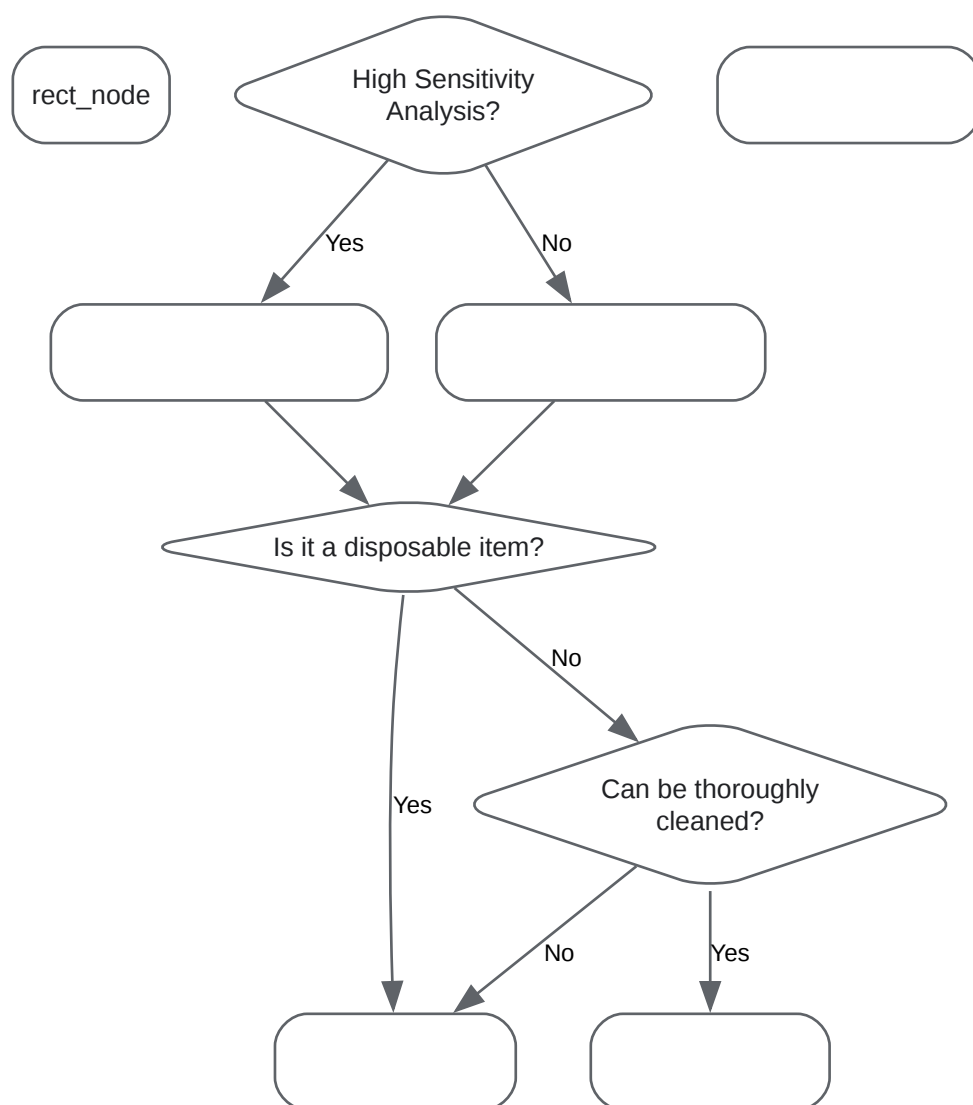 rect_node
High Sensitivity
Analysis?
Yes
No
Is it a disposable item?
No
Can be thoroughly
cleaned?
Yes
No
Yes